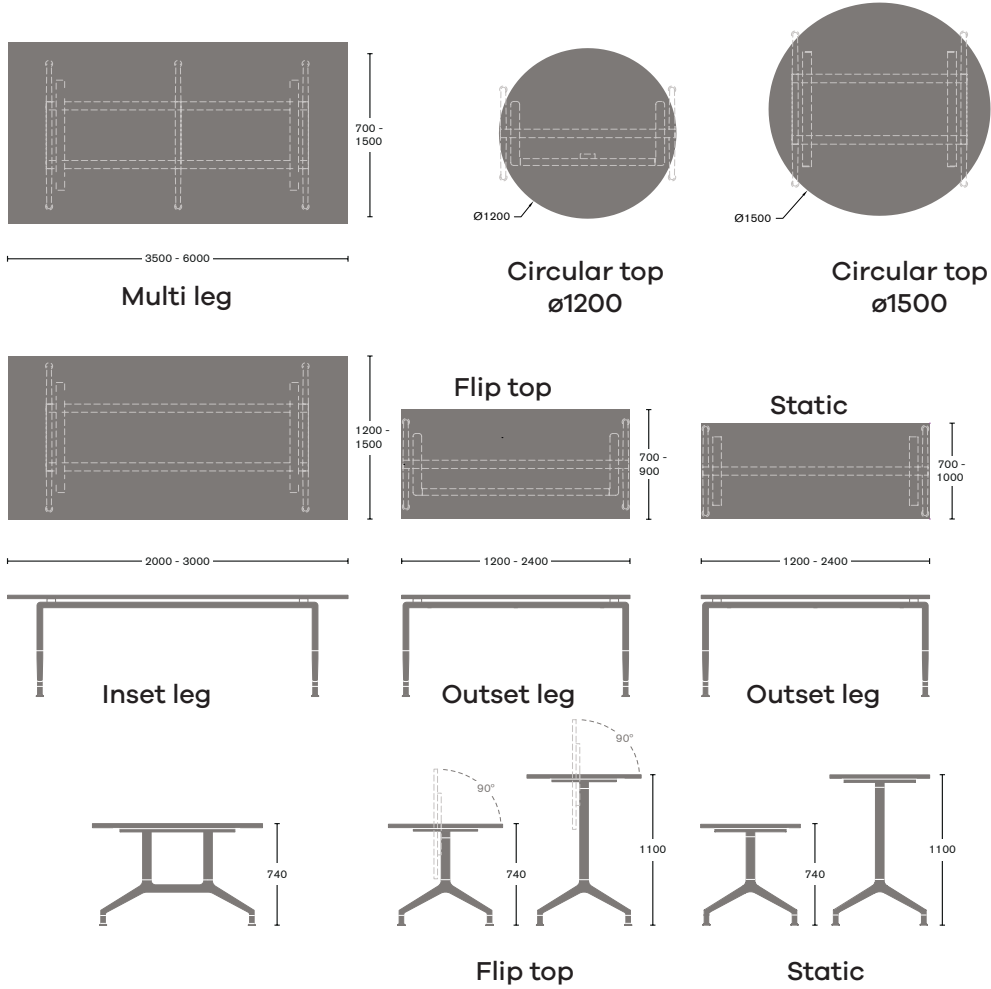 700 -
1500
3500 - 6000
Multi leg
Ø1200
Circular top
ø1200
Ø1500
Circular top
ø1500
1200 -
1500
2000 - 3000
Flip top
700 -
900
1200 - 2400
Static
700 -
1000
1200 - 2400
Inset leg
Outset leg
Outset leg
740
90°
740
90°
1100
Flip top
740
1100
Static